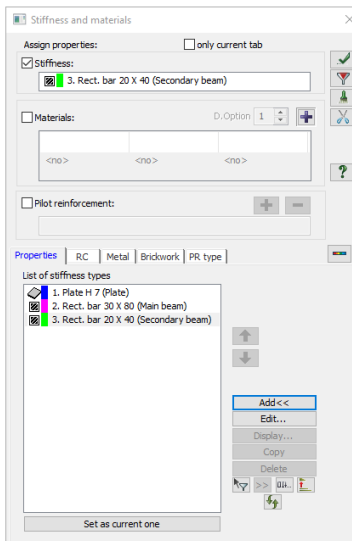 Stiffness and materials
Assign properties: only current tab
Stiffness:
3. Rect. bar 20 X 40 (Secondary beam)
Materials: D.Option 1
<no> <no> <no>
Pilot reinforcement:
Properties RC Metal Brickwork PR type
List of stiffness types
1. Plate H 7 (Plate)
2. Rect. bar 30 X 80 (Main beam)
3. Rect. bar 20 X 40 (Secondary beam)
Add<<
Edit...
Display...
Copy
Delete
>>
Set as current one